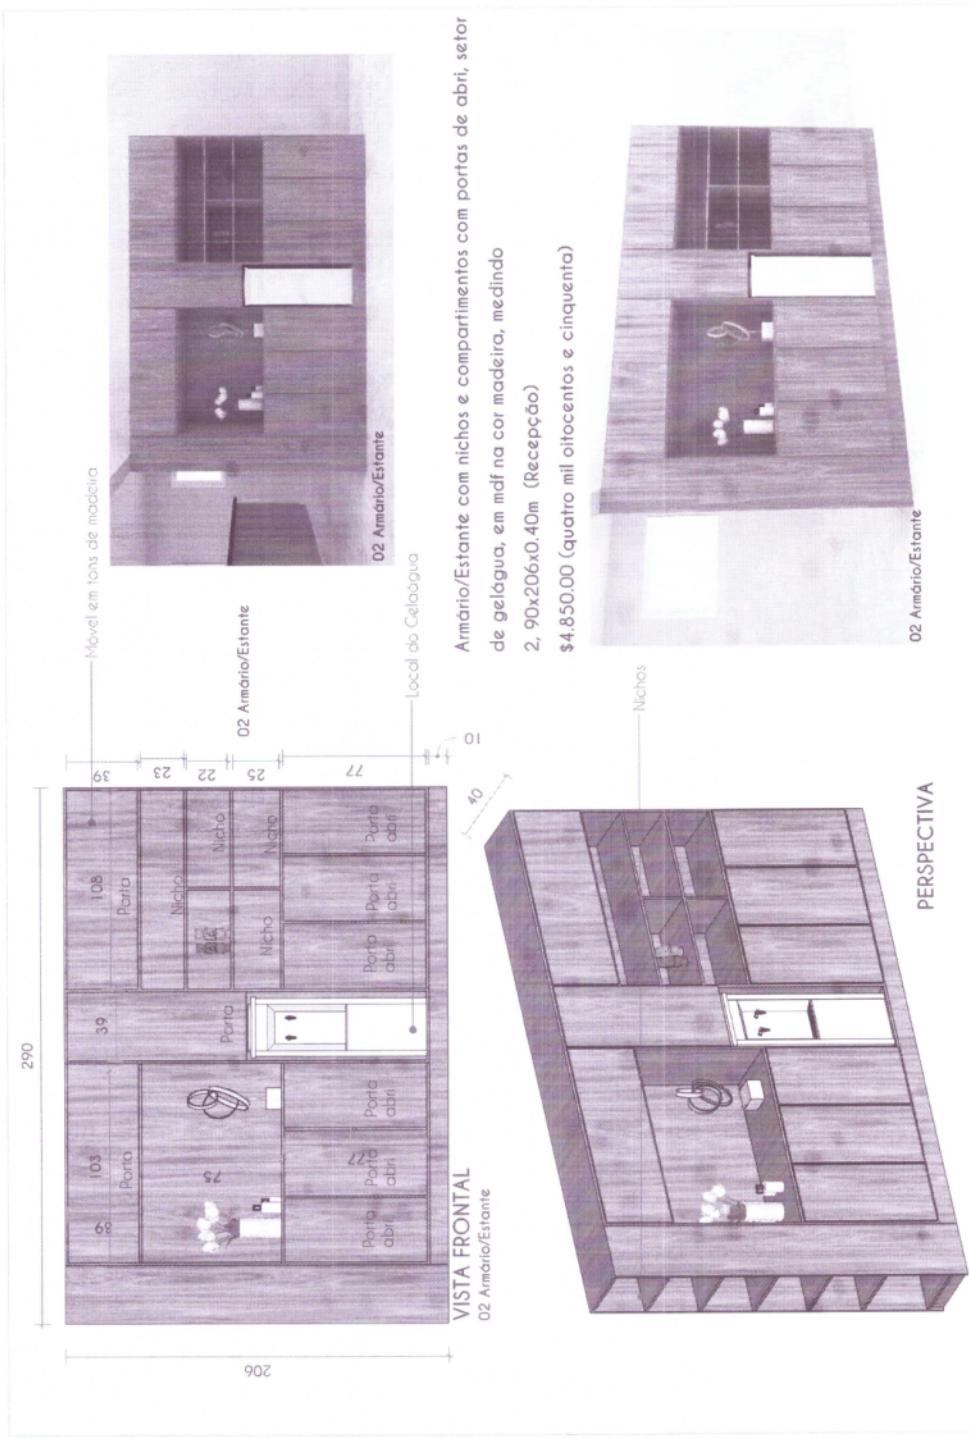 290
108
39
103
39
Porta
Porta
Porta
Nicho
Nicho
Nicho
Nicho
75
77
Porta abri
Porta abri
Porta abri
Porta abri
Porta abri
Porta abri
206
39
23
22
25
77
01
40
VISTA FRONTAL
02 Armário/Estante
Móvel em tons de madeira
02 Armário/Estante
Local do Gelaágua
02 Armário/Estante
Armário/Estante com nichos e compartimentos com portas de abri, setor
de gelágua, em mdf na cor madeira, medindo
2, 90x206x0.40m (Recepção)
$4.850.00 (quatro mil oitocentos e cinquenta)
Nichos
PERSPECTIVA
02 Armário/Estante